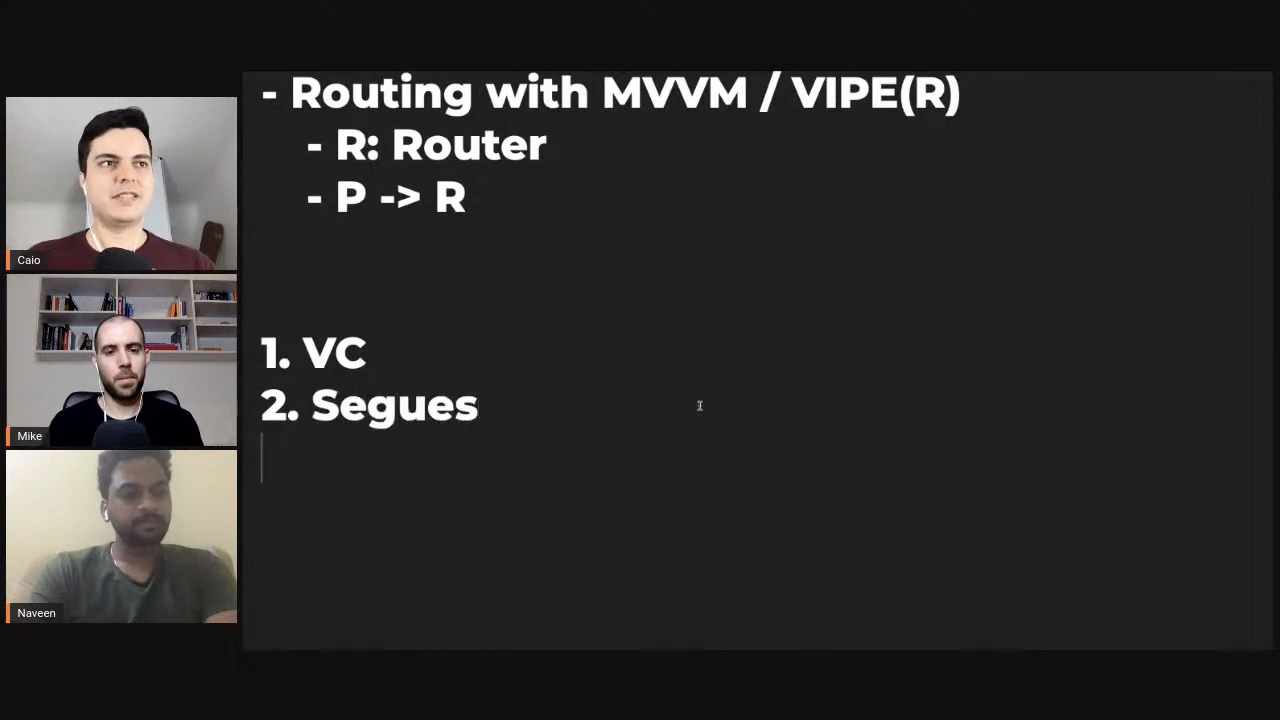 - Routing with MVVM / VIPE(R)
- R: Router
- P -> R
1. VC
2. Segues
Caio
Mike
Naveen